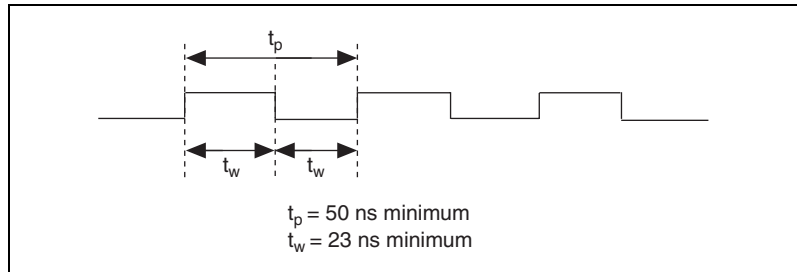 tp
tw tw
tp = 50 ns minimum
tw = 23 ns minimum